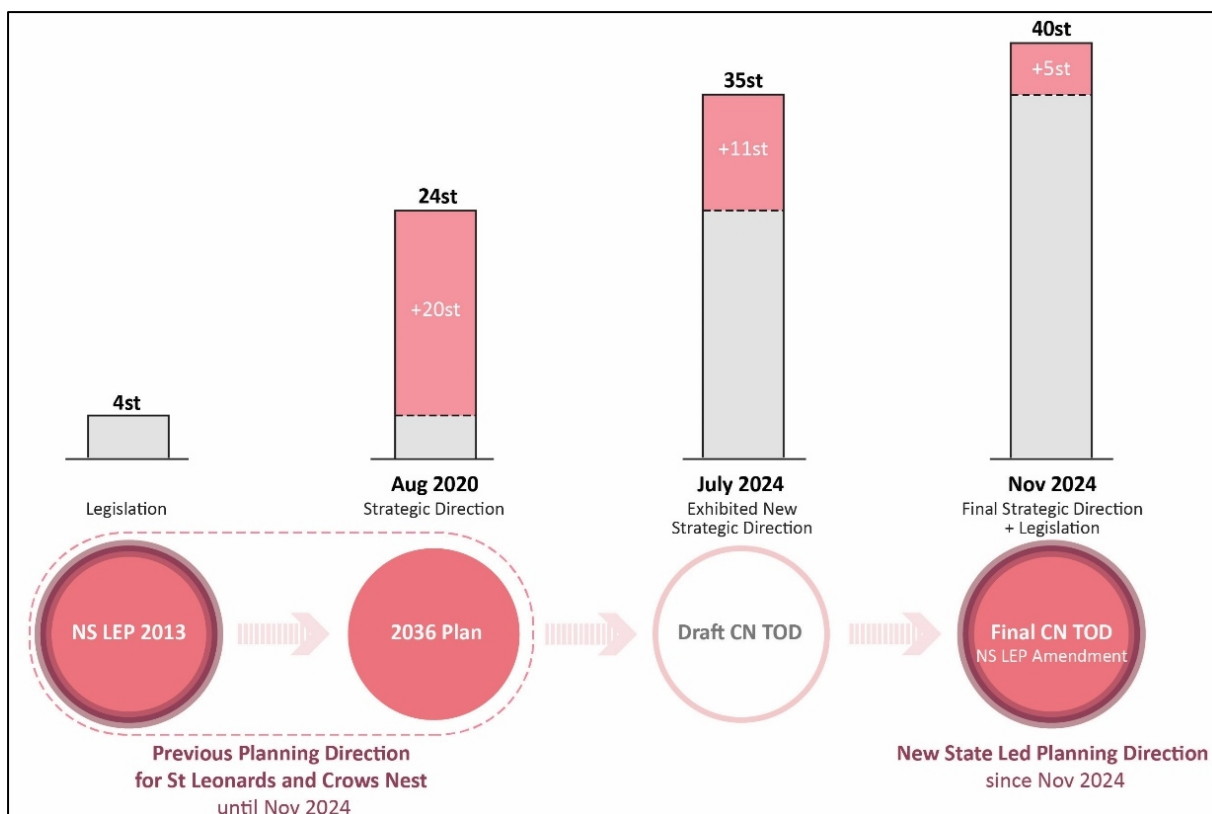 40st
+5st
35st
+11st
24st
+20st
4st
Legislation
Aug 2020
Strategic Direction
July 2024
Exhibited New
Strategic Direction
Nov 2024
Final Strategic Direction
+ Legislation
NS LEP 2013
2036 Plan
Draft CN TOD
Final CN TOD
NS LEP Amendment
Previous Planning Direction
for St Leonards and Crows Nest
until Nov 2024
New State Led Planning Direction
since Nov 2024